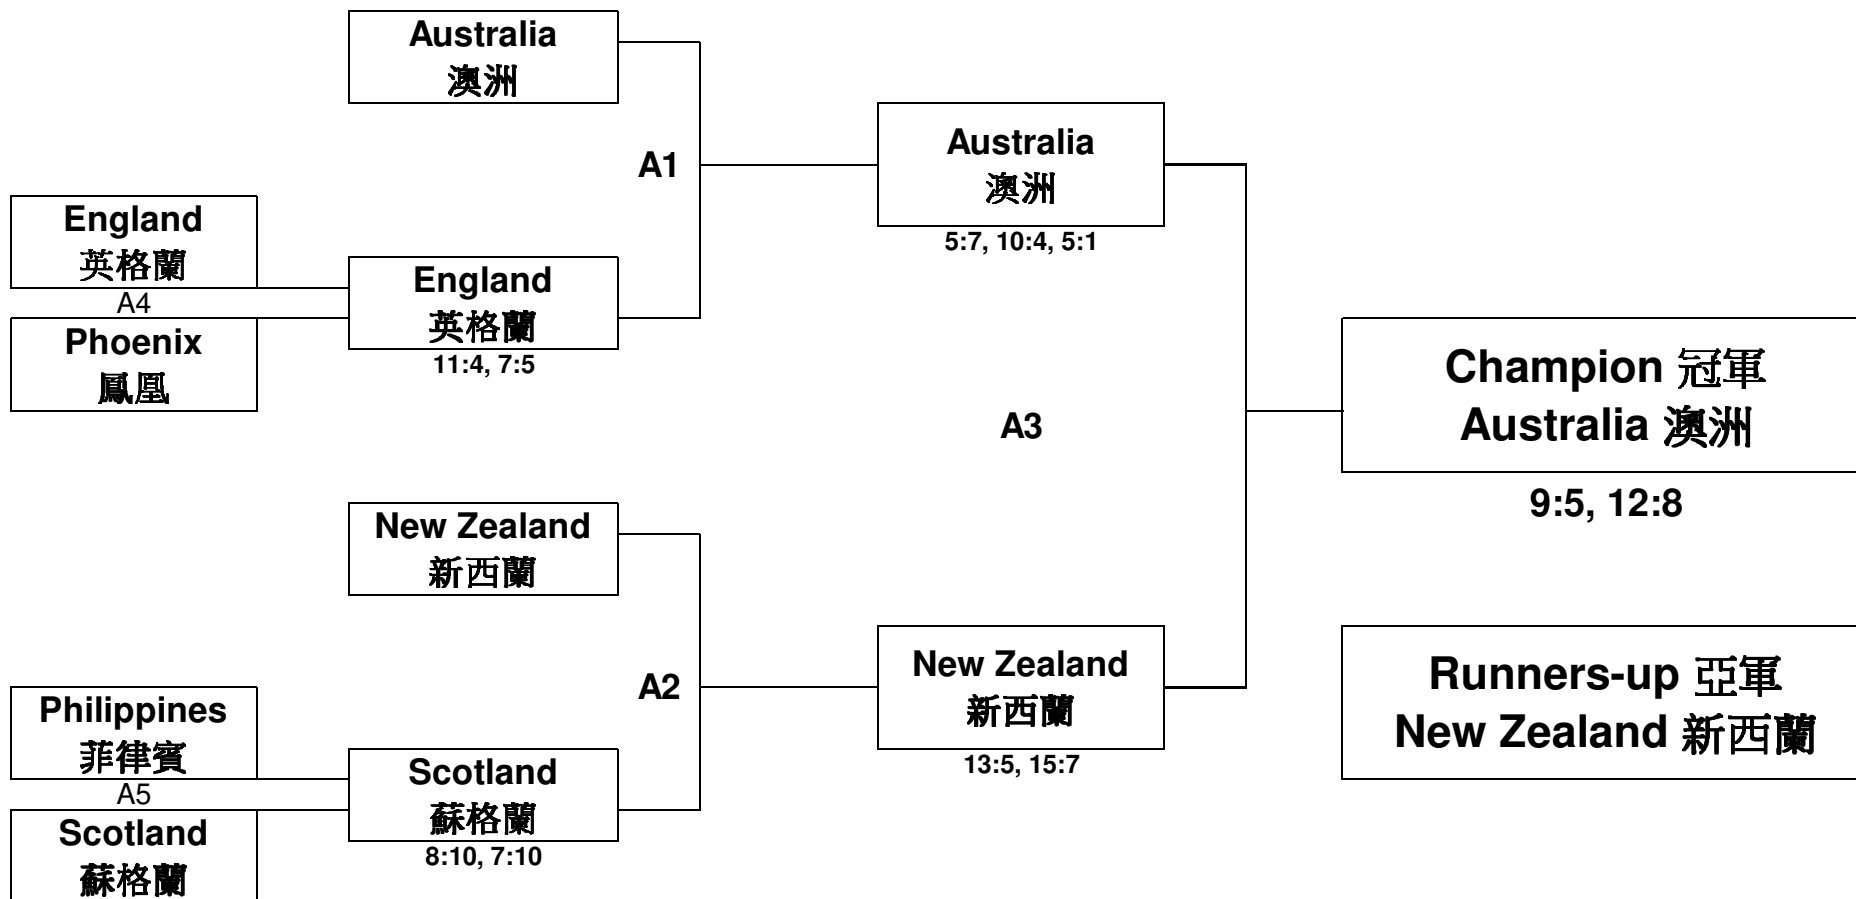 Australia
澳洲
A1
Australia
澳洲
5:7, 10:4, 5:1
England
英格蘭
A4
Phoenix
鳳凰
England
英格蘭
11:4, 7:5
A3
Champion 冠軍
Australia 澳洲
9:5, 12:8
New Zealand
新西蘭
A2
New Zealand
新西蘭
13:5, 15:7
Runners-up 亞軍
New Zealand 新西蘭
Philippines
菲律賓
A5
Scotland
蘇格蘭
Scotland
蘇格蘭
8:10, 7:10